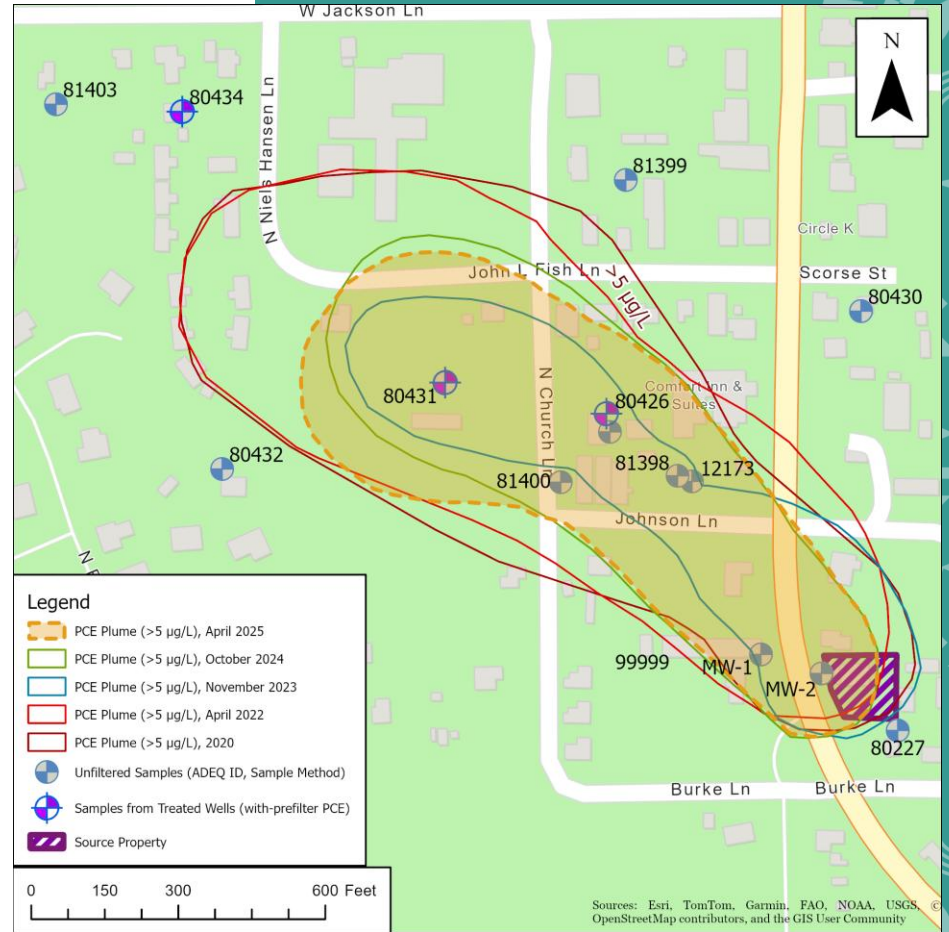 W Jackson Ln
N
81403
80434
N Niels Hansen Ln
81399
Circle K
John L Fish Ln
>5 µg/L
Scorse St
80430
80431
N Church Ln
Comfort Inn &
Suites
80426
80432
81400
81398
12173
Johnson Ln
N
99999
MW-1
MW-2
80227
Burke Ln
Burke Ln
Legend
PCE Plume (>5 µg/L), April 2025
PCE Plume (>5 µg/L), October 2024
PCE Plume (>5 µg/L), November 2023
PCE Plume (>5 µg/L), April 2022
PCE Plume (>5 µg/L), 2020
Unfiltered Samples (ADEQ ID, Sample Method)
Samples from Treated Wells (with-prefilter PCE)
Source Property
0 150 300 600 Feet
Sources: Esri, TomTom, Garmin, FAO, NOAA, USGS, ©
OpenStreetMap contributors, and the GIS User Community